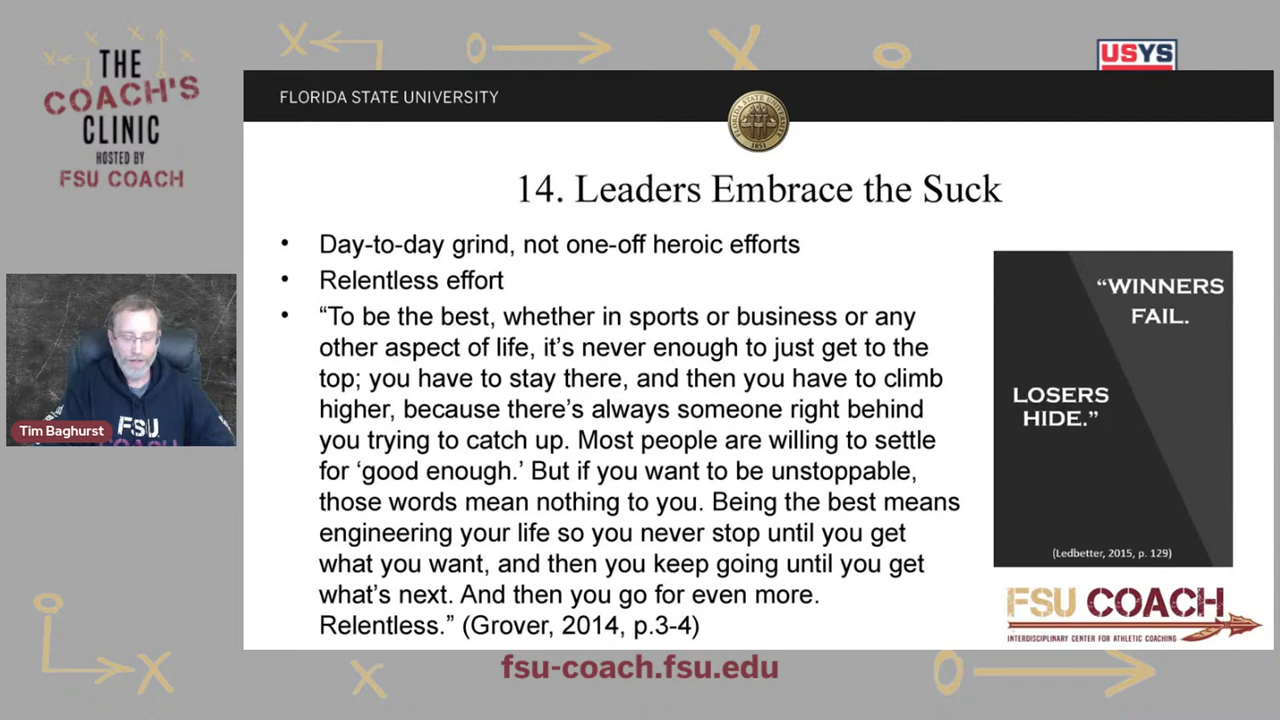 THE
COACH'S
CLINIC
HOSTED BY
FSU COACH
USYS
FLORIDA STATE UNIVERSITY
FLORIDA STATE UNIVERSITY
1851
14. Leaders Embrace the Suck
• Day-to-day grind, not one-off heroic efforts
• Relentless effort
• “To be the best, whether in sports or business or any
other aspect of life, it’s never enough to just get to the
top; you have to stay there, and then you have to climb
higher, because there’s always someone right behind
you trying to catch up. Most people are willing to settle
for ‘good enough.’ But if you want to be unstoppable,
those words mean nothing to you. Being the best means
engineering your life so you never stop until you get
what you want, and then you keep going until you get
what’s next. And then you go for even more.
Relentless.” (Grover, 2014, p.3-4)
“WINNERS
FAIL.
LOSERS
HIDE.”
(Ledbetter, 2015, p. 129)
FSU COACH
INTERDISCIPLINARY CENTER FOR ATHLETIC COACHING
FSU
Tim Baghurst
fsu-coach.fsu.edu